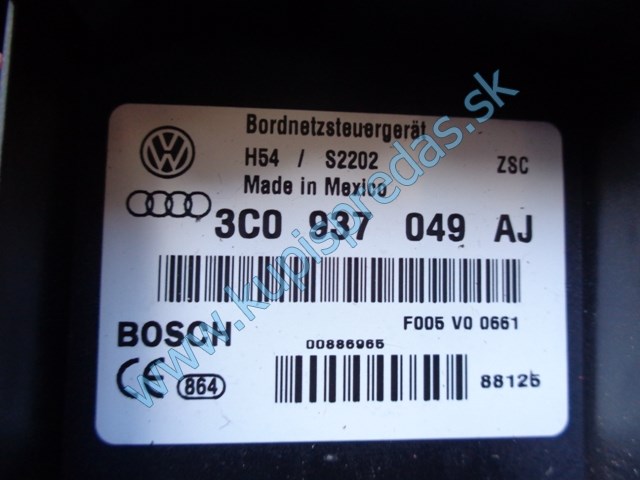 Bordnetzsteuergerät
H54 / S2202 ZSC
Made in Mexico
3C0 937 049 AJ
BOSCH
F005 V0 0661
00886965
CE 864
88125
www.kupispredas.sk